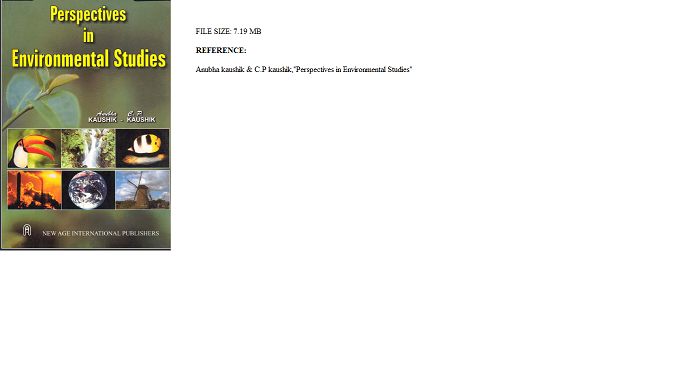 Perspectives
in
Environmental Studies
Anubha C. P.
KAUSHIK - KAUSHIK
NEW AGE INTERNATIONAL PUBLISHERS
FILE SIZE: 7.19 MB
REFERENCE:
Anubha kaushik & C.P kaushik,"Perspectives in Environmental Studies"